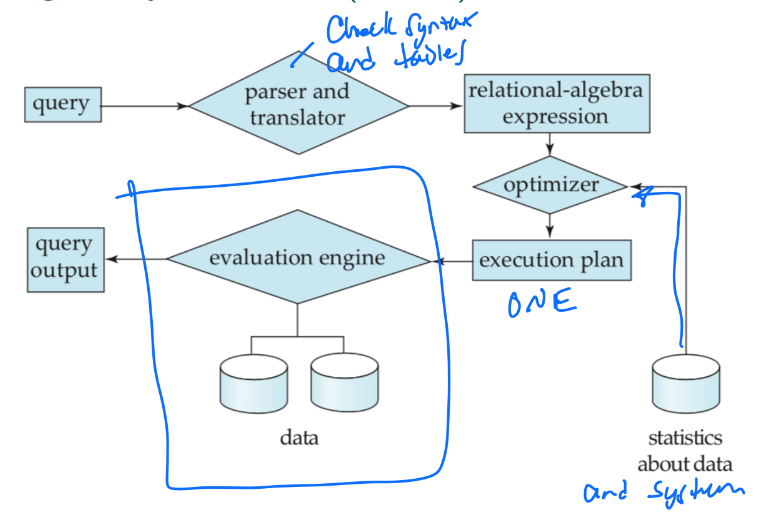 Check syntax
and tables
query
parser and
translator
relational-algebra
expression
optimizer
query
output
evaluation engine
execution plan
ONE
data
statistics
about data
and system